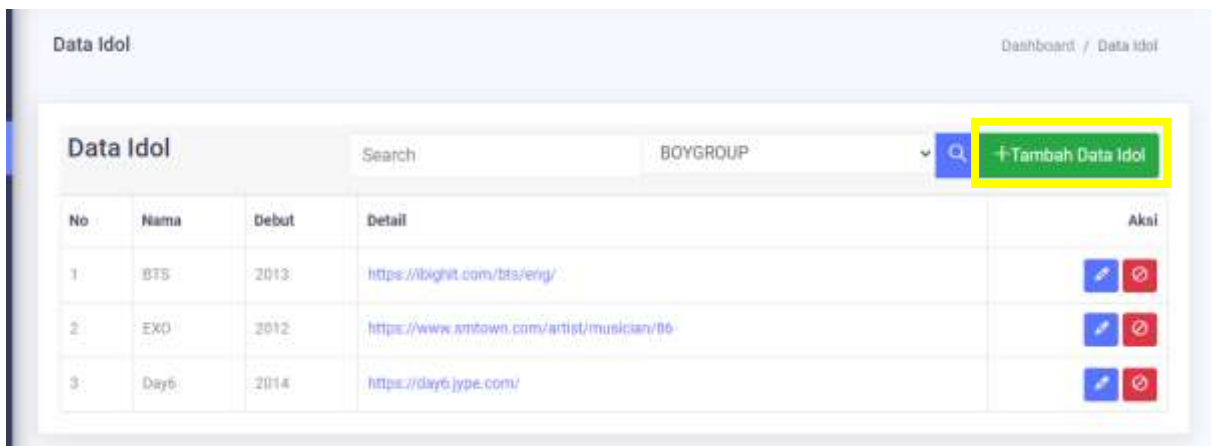 Data Idol Dashboard / Data Idol
Data Idol Search BOYGROUP +Tambah Data Idol
No Nama Debut Detail Aksi
1 BTS 2013 https://ibighit.com/bts/eng/
2 EXO 2012 https://www.smtown.com/artist/musician/86
3 Day6 2014 https://day6.jype.com/